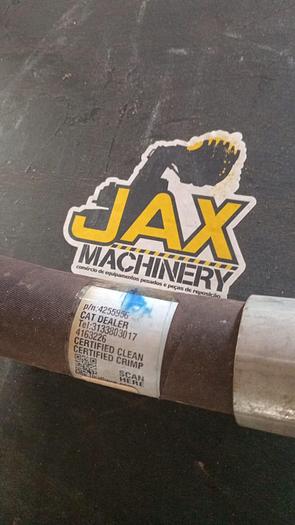 JAX
MACHINERY
comércio de equipamentos pesados e peças de reposição
p/n:4255956
CAT DEALER
Tel:3133803017
4163226
CERTIFIED CLEAN
CERTIFIED CRIMP
SCAN
HERE